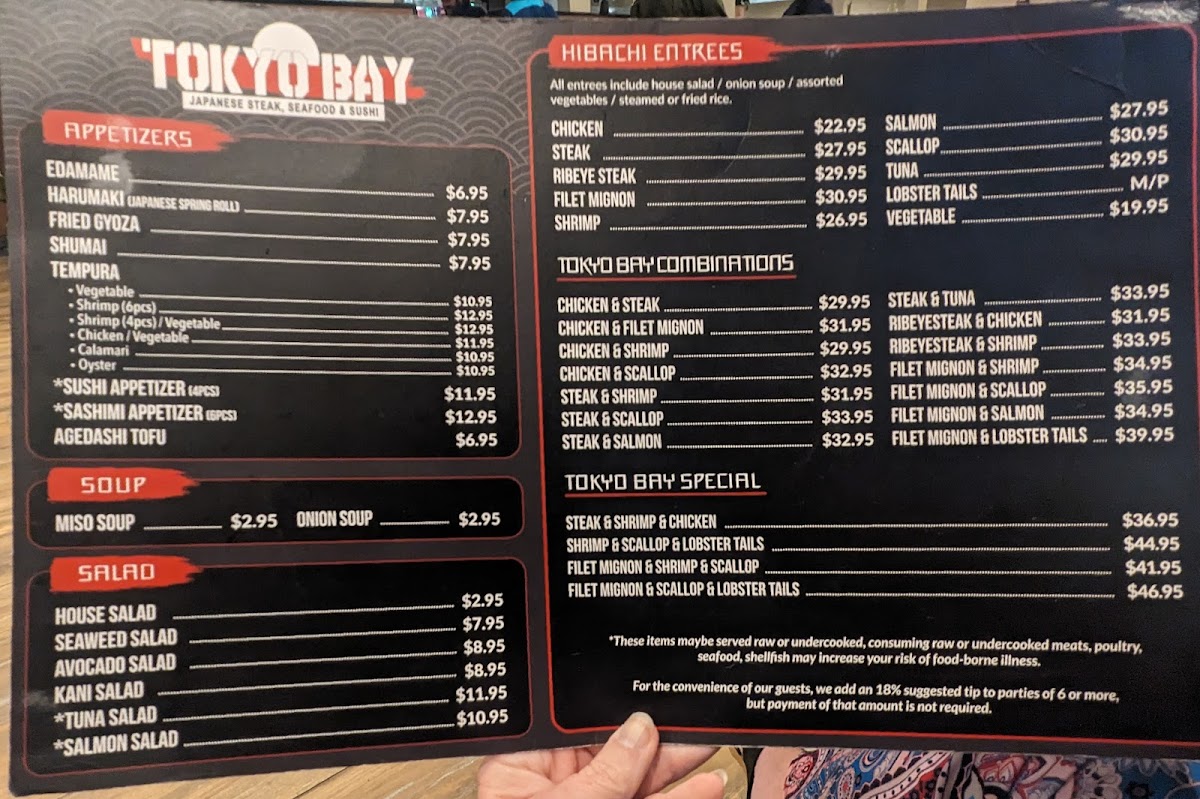 TOKYO BAY
JAPANESE STEAK, SEAFOOD & SUSHI
APPETIZERS
EDAMAME $6.95
HARUMAKI (JAPANESE SPRING ROLL) $7.95
FRIED GYOZA $7.95
SHUMAI $7.95
TEMPURA
• Vegetable $10.95
• Shrimp (6pcs) $12.95
• Shrimp (4pcs) / Vegetable $12.95
• Chicken / Vegetable $11.95
• Calamari $10.95
• Oyster $10.95
*SUSHI APPETIZER (4PCS) $11.95
*SASHIMI APPETIZER (6PCS) $12.95
AGEDASHI TOFU $6.95
SOUP
MISO SOUP $2.95 ONION SOUP $2.95
SALAD
HOUSE SALAD $2.95
SEAWEED SALAD $7.95
AVOCADO SALAD $8.95
KANI SALAD $8.95
*TUNA SALAD $11.95
*SALMON SALAD $10.95
HIBACHI ENTREES
All entrees include house salad / onion soup / assorted
vegetables / steamed or fried rice.
CHICKEN $22.95
STEAK $27.95
RIBEYE STEAK $29.95
FILET MIGNON $30.95
SHRIMP $26.95
SALMON $27.95
SCALLOP $30.95
TUNA $29.95
LOBSTER TAILS M/P
VEGETABLE $19.95
TOKYO BAY COMBINATIONS
CHICKEN & STEAK $29.95
CHICKEN & FILET MIGNON $31.95
CHICKEN & SHRIMP $29.95
CHICKEN & SCALLOP $32.95
STEAK & SHRIMP $31.95
STEAK & SCALLOP $33.95
STEAK & SALMON $32.95
STEAK & TUNA $33.95
RIBEYESTEAK & CHICKEN $31.95
RIBEYESTEAK & SHRIMP $33.95
FILET MIGNON & SHRIMP $34.95
FILET MIGNON & SCALLOP $35.95
FILET MIGNON & SALMON $34.95
FILET MIGNON & LOBSTER TAILS $39.95
TOKYO BAY SPECIAL
STEAK & SHRIMP & CHICKEN $36.95
SHRIMP & SCALLOP & LOBSTER TAILS $44.95
FILET MIGNON & SHRIMP & SCALLOP $41.95
FILET MIGNON & SCALLOP & LOBSTER TAILS $46.95
*These items maybe served raw or undercooked, consuming raw or undercooked meats, poultry,
seafood, shellfish may increase your risk of food-borne illness.
For the convenience of our guests, we add an 18% suggested tip to parties of 6 or more,
but payment of that amount is not required.